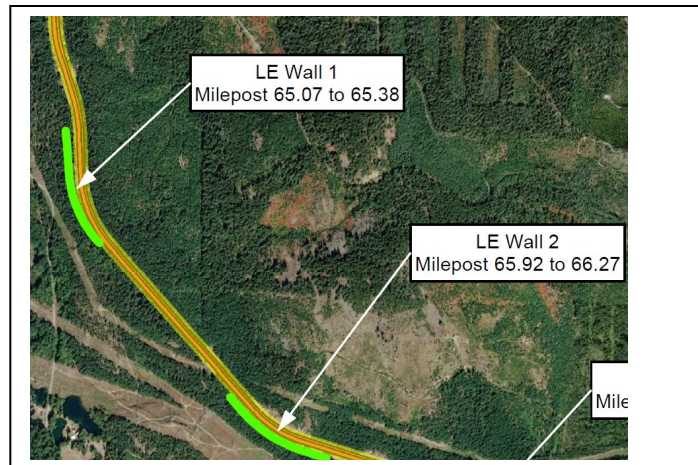 LE Wall 1
Milepost 65.07 to 65.38
LE Wall 2
Milepost 65.92 to 66.27
Mile